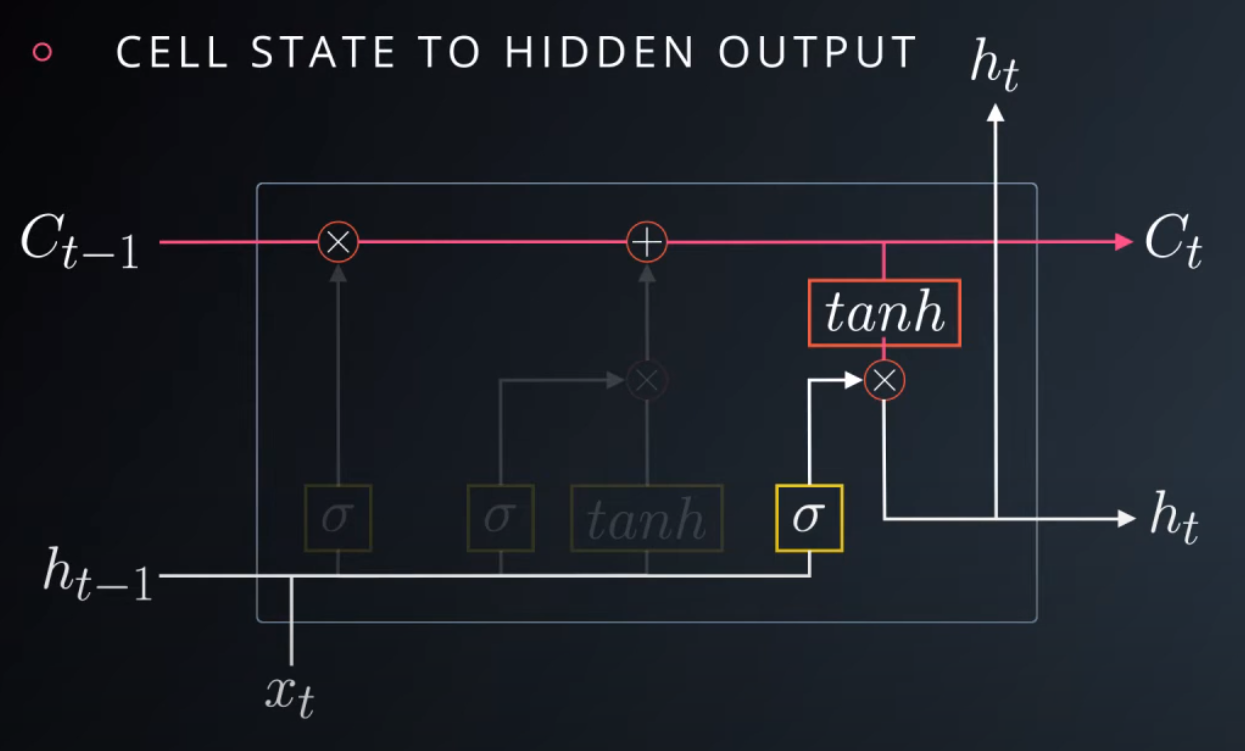 CELL STATE TO HIDDEN OUTPUT
h_t
C_{t-1}
×
+
C_t
tanh
×
×
σ
σ
tanh
σ
h_t
h_{t-1}
x_t